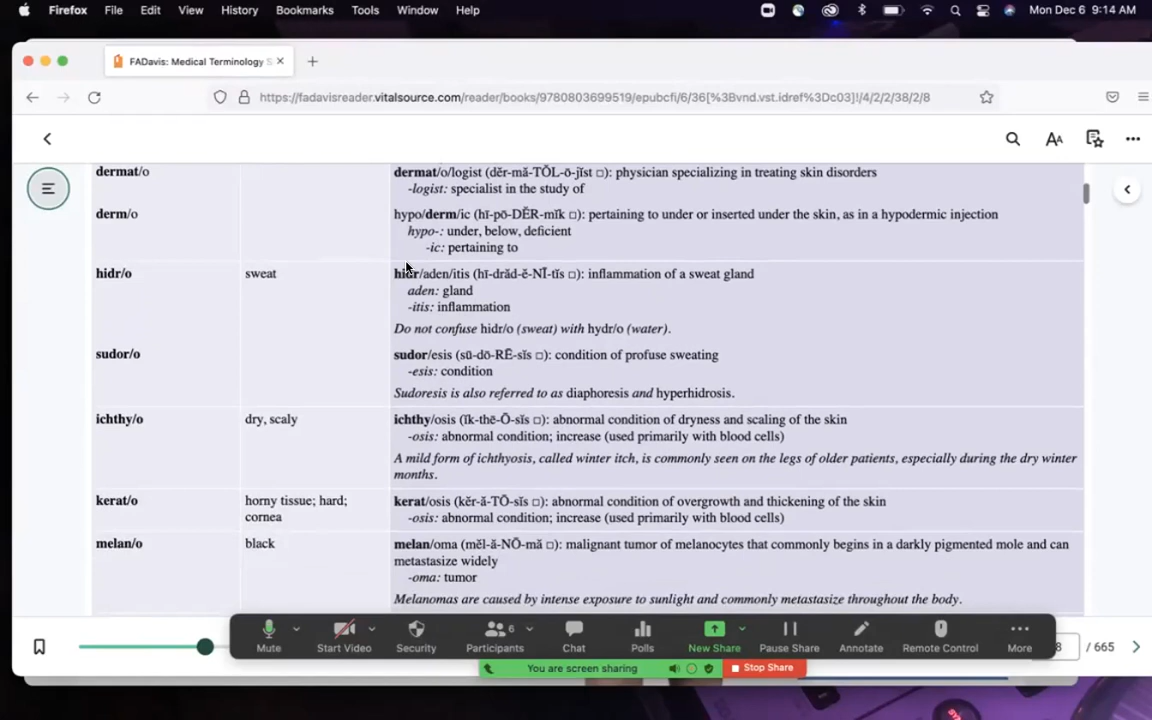 Firefox File Edit View History Bookmarks Tools Window Help Mon Dec 6 9:14 AM
FADavis: Medical Terminology S
https://fadavisreader.vitalsource.com/reader/books/9780803699519/epubcfi/6/36[%3Bvnd.vst.idref%3Dc03]!/4/2/2/38/2/8
AA
dermat/o dermat/o/logist (dĕr-mă-TŎL-ō-jĭst □): physician specializing in treating skin disorders
-logist: specialist in the study of
derm/o hypo/derm/ic (hī-pō-DĔR-mĭk □): pertaining to under or inserted under the skin, as in a hypodermic injection
hypo-: under, below, deficient
-ic: pertaining to
hidr/o sweat hidr/aden/itis (hī-drăd-ĕ-NĪ-tĭs □): inflammation of a sweat gland
aden: gland
-itis: inflammation
Do not confuse hidr/o (sweat) with hydr/o (water).
sudor/o sudor/esis (sū-dō-RĒ-sĭs □): condition of profuse sweating
-esis: condition
Sudoresis is also referred to as diaphoresis and hyperhidrosis.
ichthy/o dry, scaly ichthy/osis (ĭk-thē-Ō-sĭs □): abnormal condition of dryness and scaling of the skin
-osis: abnormal condition; increase (used primarily with blood cells)
A mild form of ichthyosis, called winter itch, is commonly seen on the legs of older patients, especially during the dry winter
months.
kerat/o horny tissue; hard; kerat/osis (kĕr-ă-TŌ-sĭs □): abnormal condition of overgrowth and thickening of the skin
cornea -osis: abnormal condition; increase (used primarily with blood cells)
melan/o black melan/oma (mĕl-ă-NŌ-mă □): malignant tumor of melanocytes that commonly begins in a darkly pigmented mole and can
metastasize widely
-oma: tumor
Melanomas are caused by intense exposure to sunlight and commonly metastasize throughout the body.
6
Mute Start Video Security Participants Chat Polls New Share Pause Share Annotate Remote Control More 8 / 665
You are screen sharing Stop Share